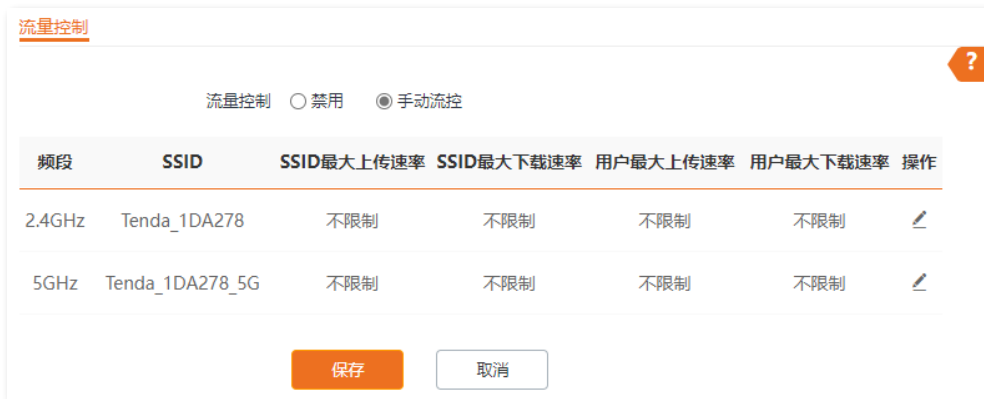 流量控制
?
流量控制 禁用 手动流控
频段 SSID SSID最大上传速率 SSID最大下载速率 用户最大上传速率 用户最大下载速率 操作
2.4GHz Tenda_1DA278 不限制 不限制 不限制 不限制
5GHz Tenda_1DA278_5G 不限制 不限制 不限制 不限制
保存 取消